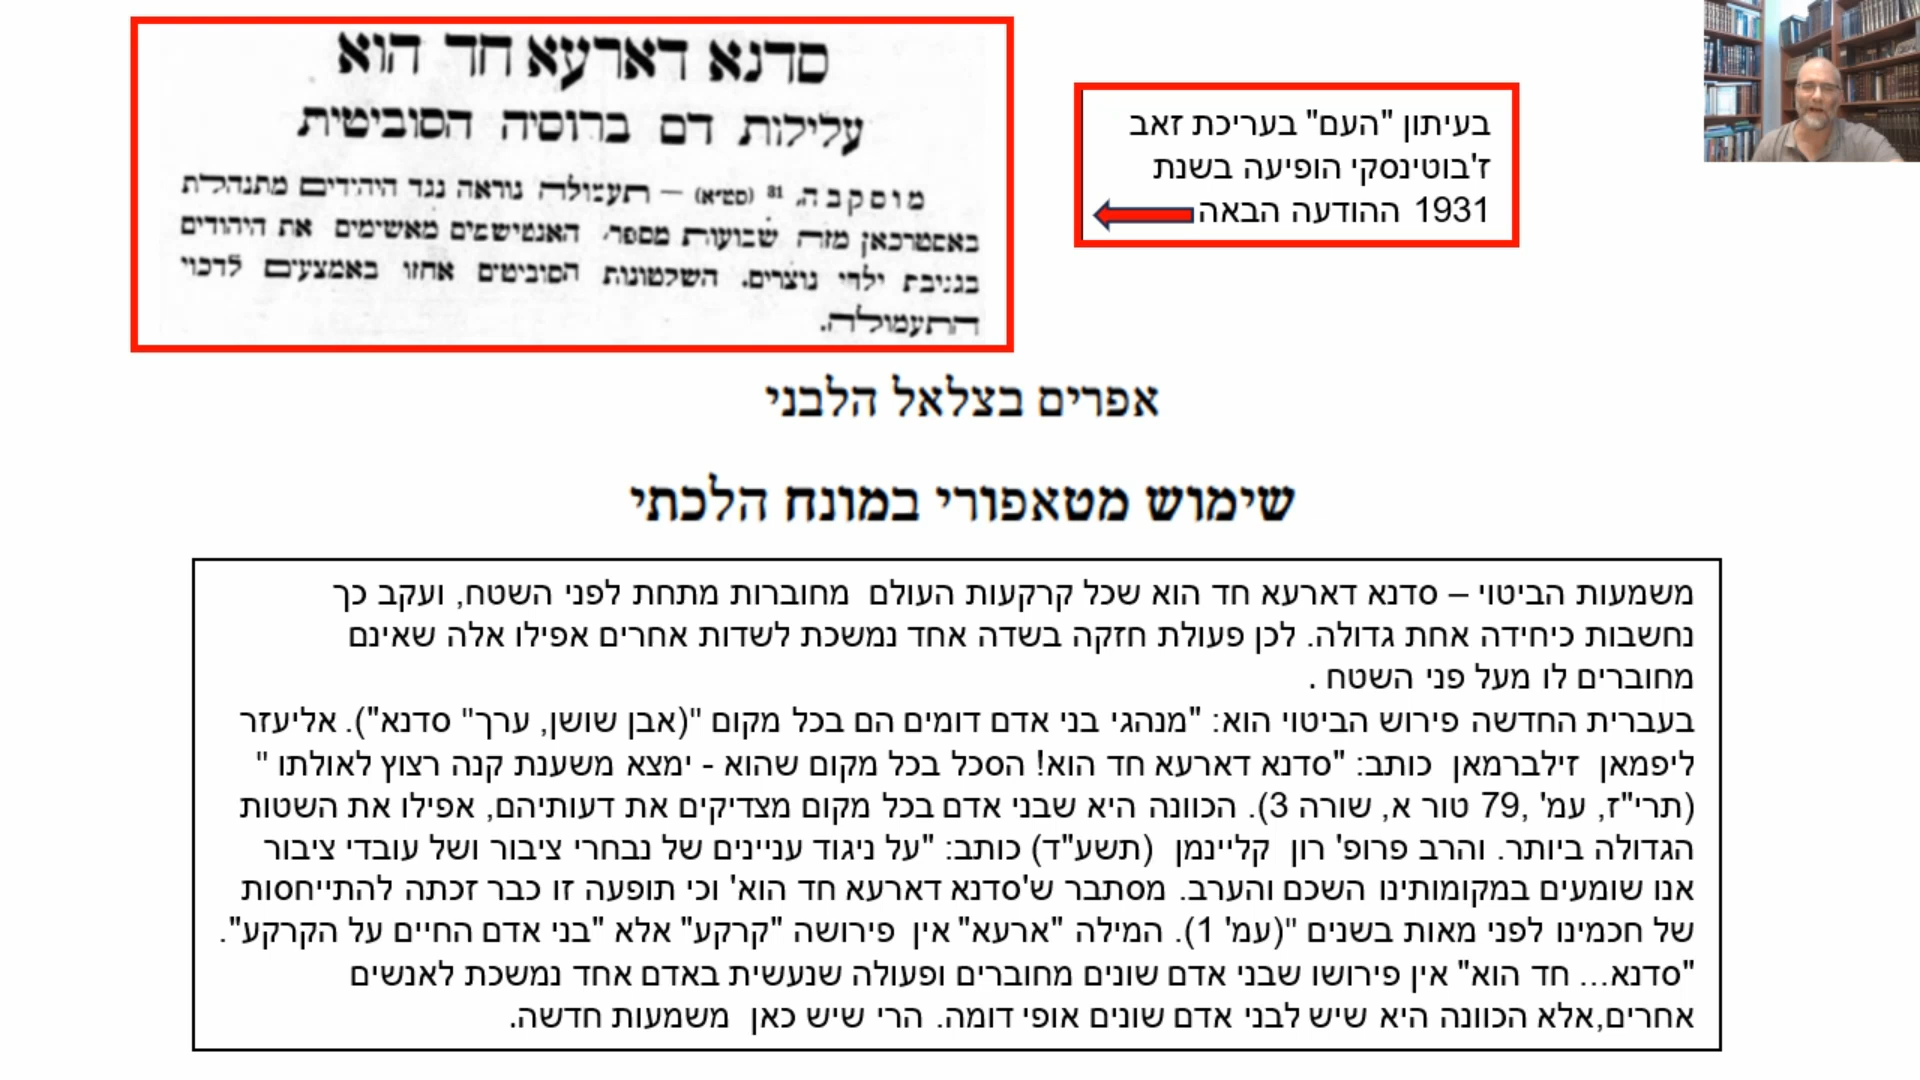 סדנא דארעא חד הוא
עלילות דם ברוסיה הסוביטית
מוסקבה, 31 (סט״א) — תעמולה נוראה נגד היהידים מתנהלת
באסטרכאן מזה שבועות מספר. האנטישמים מאשימים את היהודים
בגניבת ילדי נוצרים. השלטונות הסוביטים אחזו באמצעים לדכוי
התעמולה.
בעיתון "העם" בעריכת זאב
ז'בוטינסקי הופיעה בשנת
1931 ההודעה הבאה
אפרים בצלאל הלבני
שימוש מטאפורי במונח הלכתי
משמעות הביטוי – סדנא דארעא חד הוא שכל קרקעות העולם מחוברות מתחת לפני השטח, ועקב כך
נחשבות כיחידה אחת גדולה. לכן פעולת חזקה בשדה אחד נמשכת לשדות אחרים אפילו אלה שאינם
מחוברים לו מעל פני השטח .
בעברית החדשה פירוש הביטוי הוא: "מנהגי בני אדם דומים הם בכל מקום "(אבן שושן, ערך" סדנא"). אליעזר
ליפמאן זילברמאן כותב: "סדנא דארעא חד הוא! הסכל בכל מקום שהוא - ימצא משענת קנה רצוץ לאולתו "
(תרי"ז, עמ' ,79 טור א, שורה 3). הכוונה היא שבני אדם בכל מקום מצדיקים את דעותיהם, אפילו את השטות
הגדולה ביותר. והרב פרופ' רון קליינמן (תשע"ד) כותב: "על ניגוד עניינים של נבחרי ציבור ושל עובדי ציבור
אנו שומעים במקומותינו השכם והערב. מסתבר ש'סדנא דארעא חד הוא' וכי תופעה זו כבר זכתה להתייחסות
של חכמינו לפני מאות בשנים "(עמ' 1). המילה "ארעא" אין פירושה "קרקע" אלא "בני אדם החיים על הקרקע".
"סדנא... חד הוא" אין פירושו שבני אדם שונים מחוברים ופעולה שנעשית באדם אחד נמשכת לאנשים
אחרים,אלא הכוונה היא שיש לבני אדם שונים אופי דומה. הרי שיש כאן משמעות חדשה.